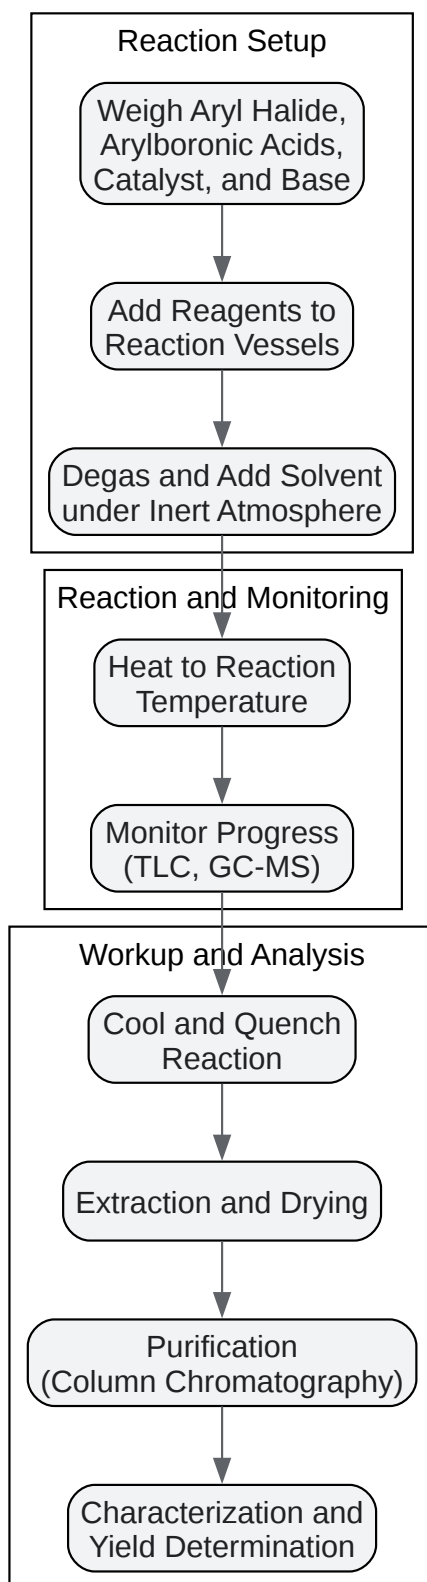 Reaction Setup
Weigh Aryl Halide,
Arylboronic Acids,
Catalyst, and Base
Add Reagents to
Reaction Vessels
Degas and Add Solvent
under Inert Atmosphere
Reaction and Monitoring
Heat to Reaction
Temperature
Monitor Progress
(TLC, GC-MS)
Workup and Analysis
Cool and Quench
Reaction
Extraction and Drying
Purification
(Column Chromatography)
Characterization and
Yield Determination